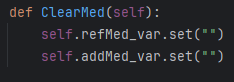 def ClearMed(self):
    self.refMed_var.set("")
    self.addMed_var.set("")